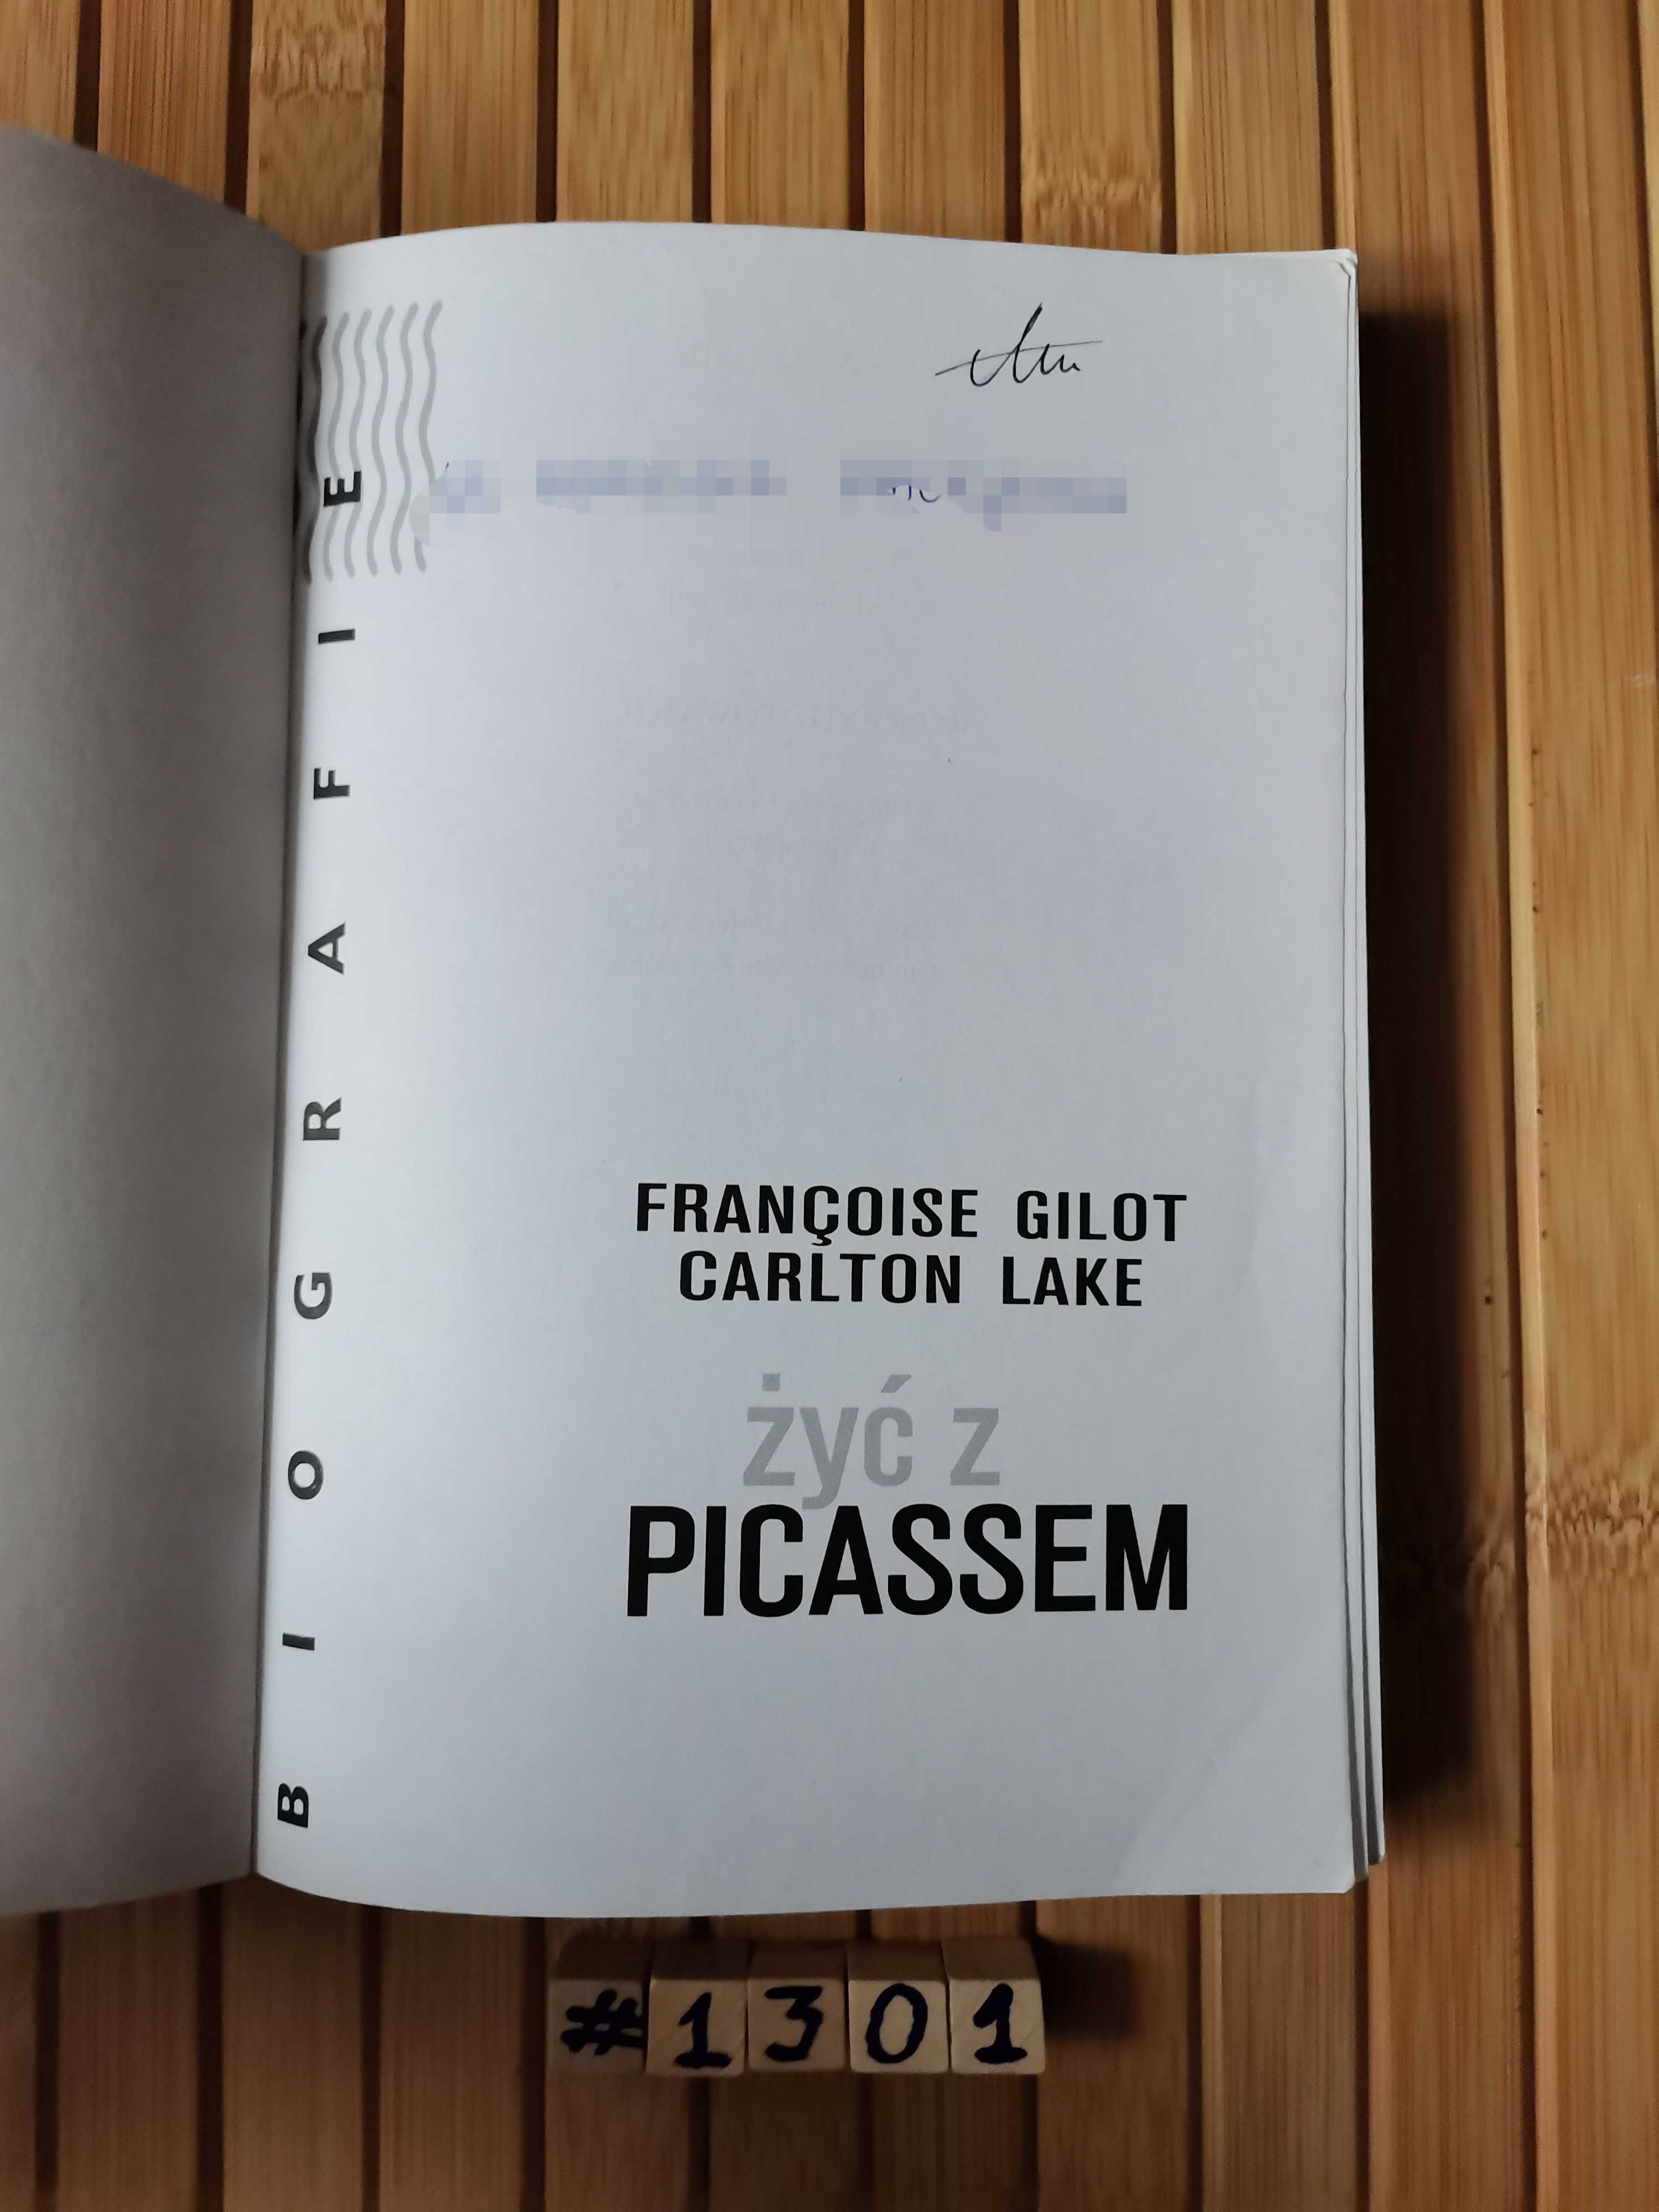 BIOGRAFIE
FRANÇOISE GILOT
CARLTON LAKE
żyć z
PICASSEM
#1301